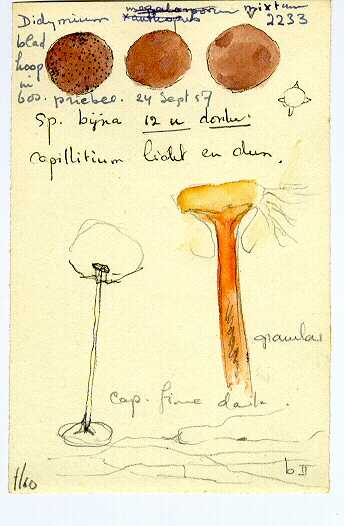 Didymium megalosporum mixtum
xanthopus 2233
blad
hoop
in
bos. priebee. 24 Sept 57
Sp. bijna 12 u donker.
capillitium licht en dun.
granular
cap. fine dark.
b II
1/60